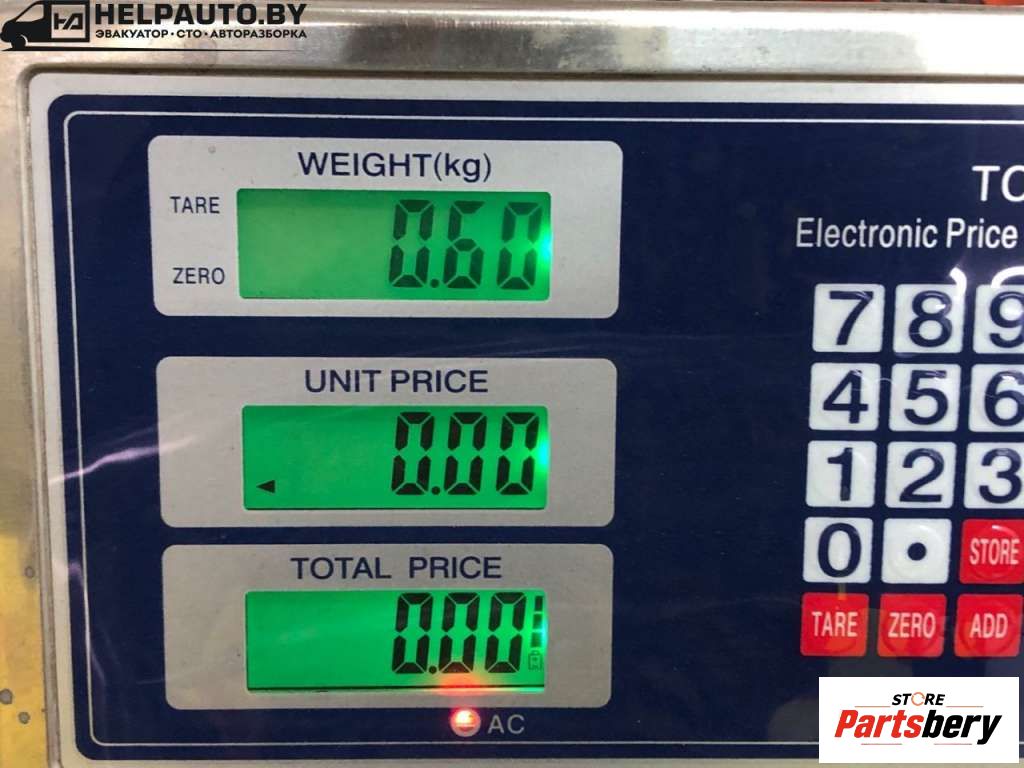 HELPAUTO.BY
ЭВАКУАТОР • СТО • АВТОРАЗБОРКА
WEIGHT(kg)
TARE
0.60
ZERO
UNIT PRICE
0.00
TOTAL PRICE
0.00
AC
TO
Electronic Price
7 8 9
4 5 6
1 2 3
0 • STORE
TARE ZERO ADD
STORE
Partsbery